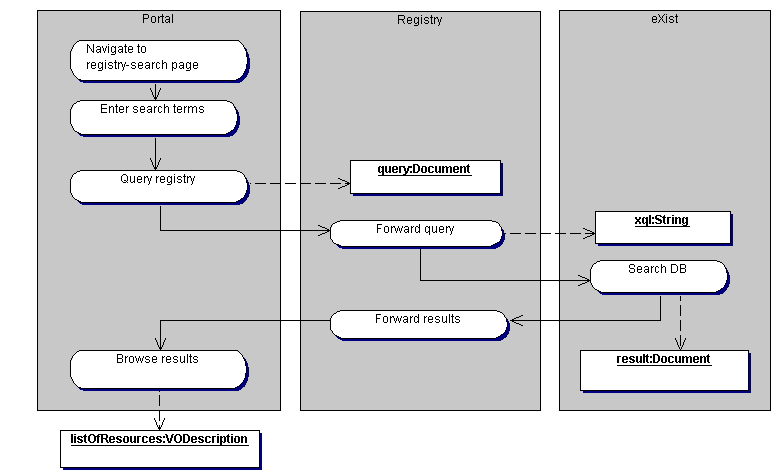 Portal
Registry
eXist
Navigate to
registry-search page
Enter search terms
Query registry
query:Document
Forward query
xql:String
Search DB
Forward results
Browse results
result:Document
listOfResources:VODescription